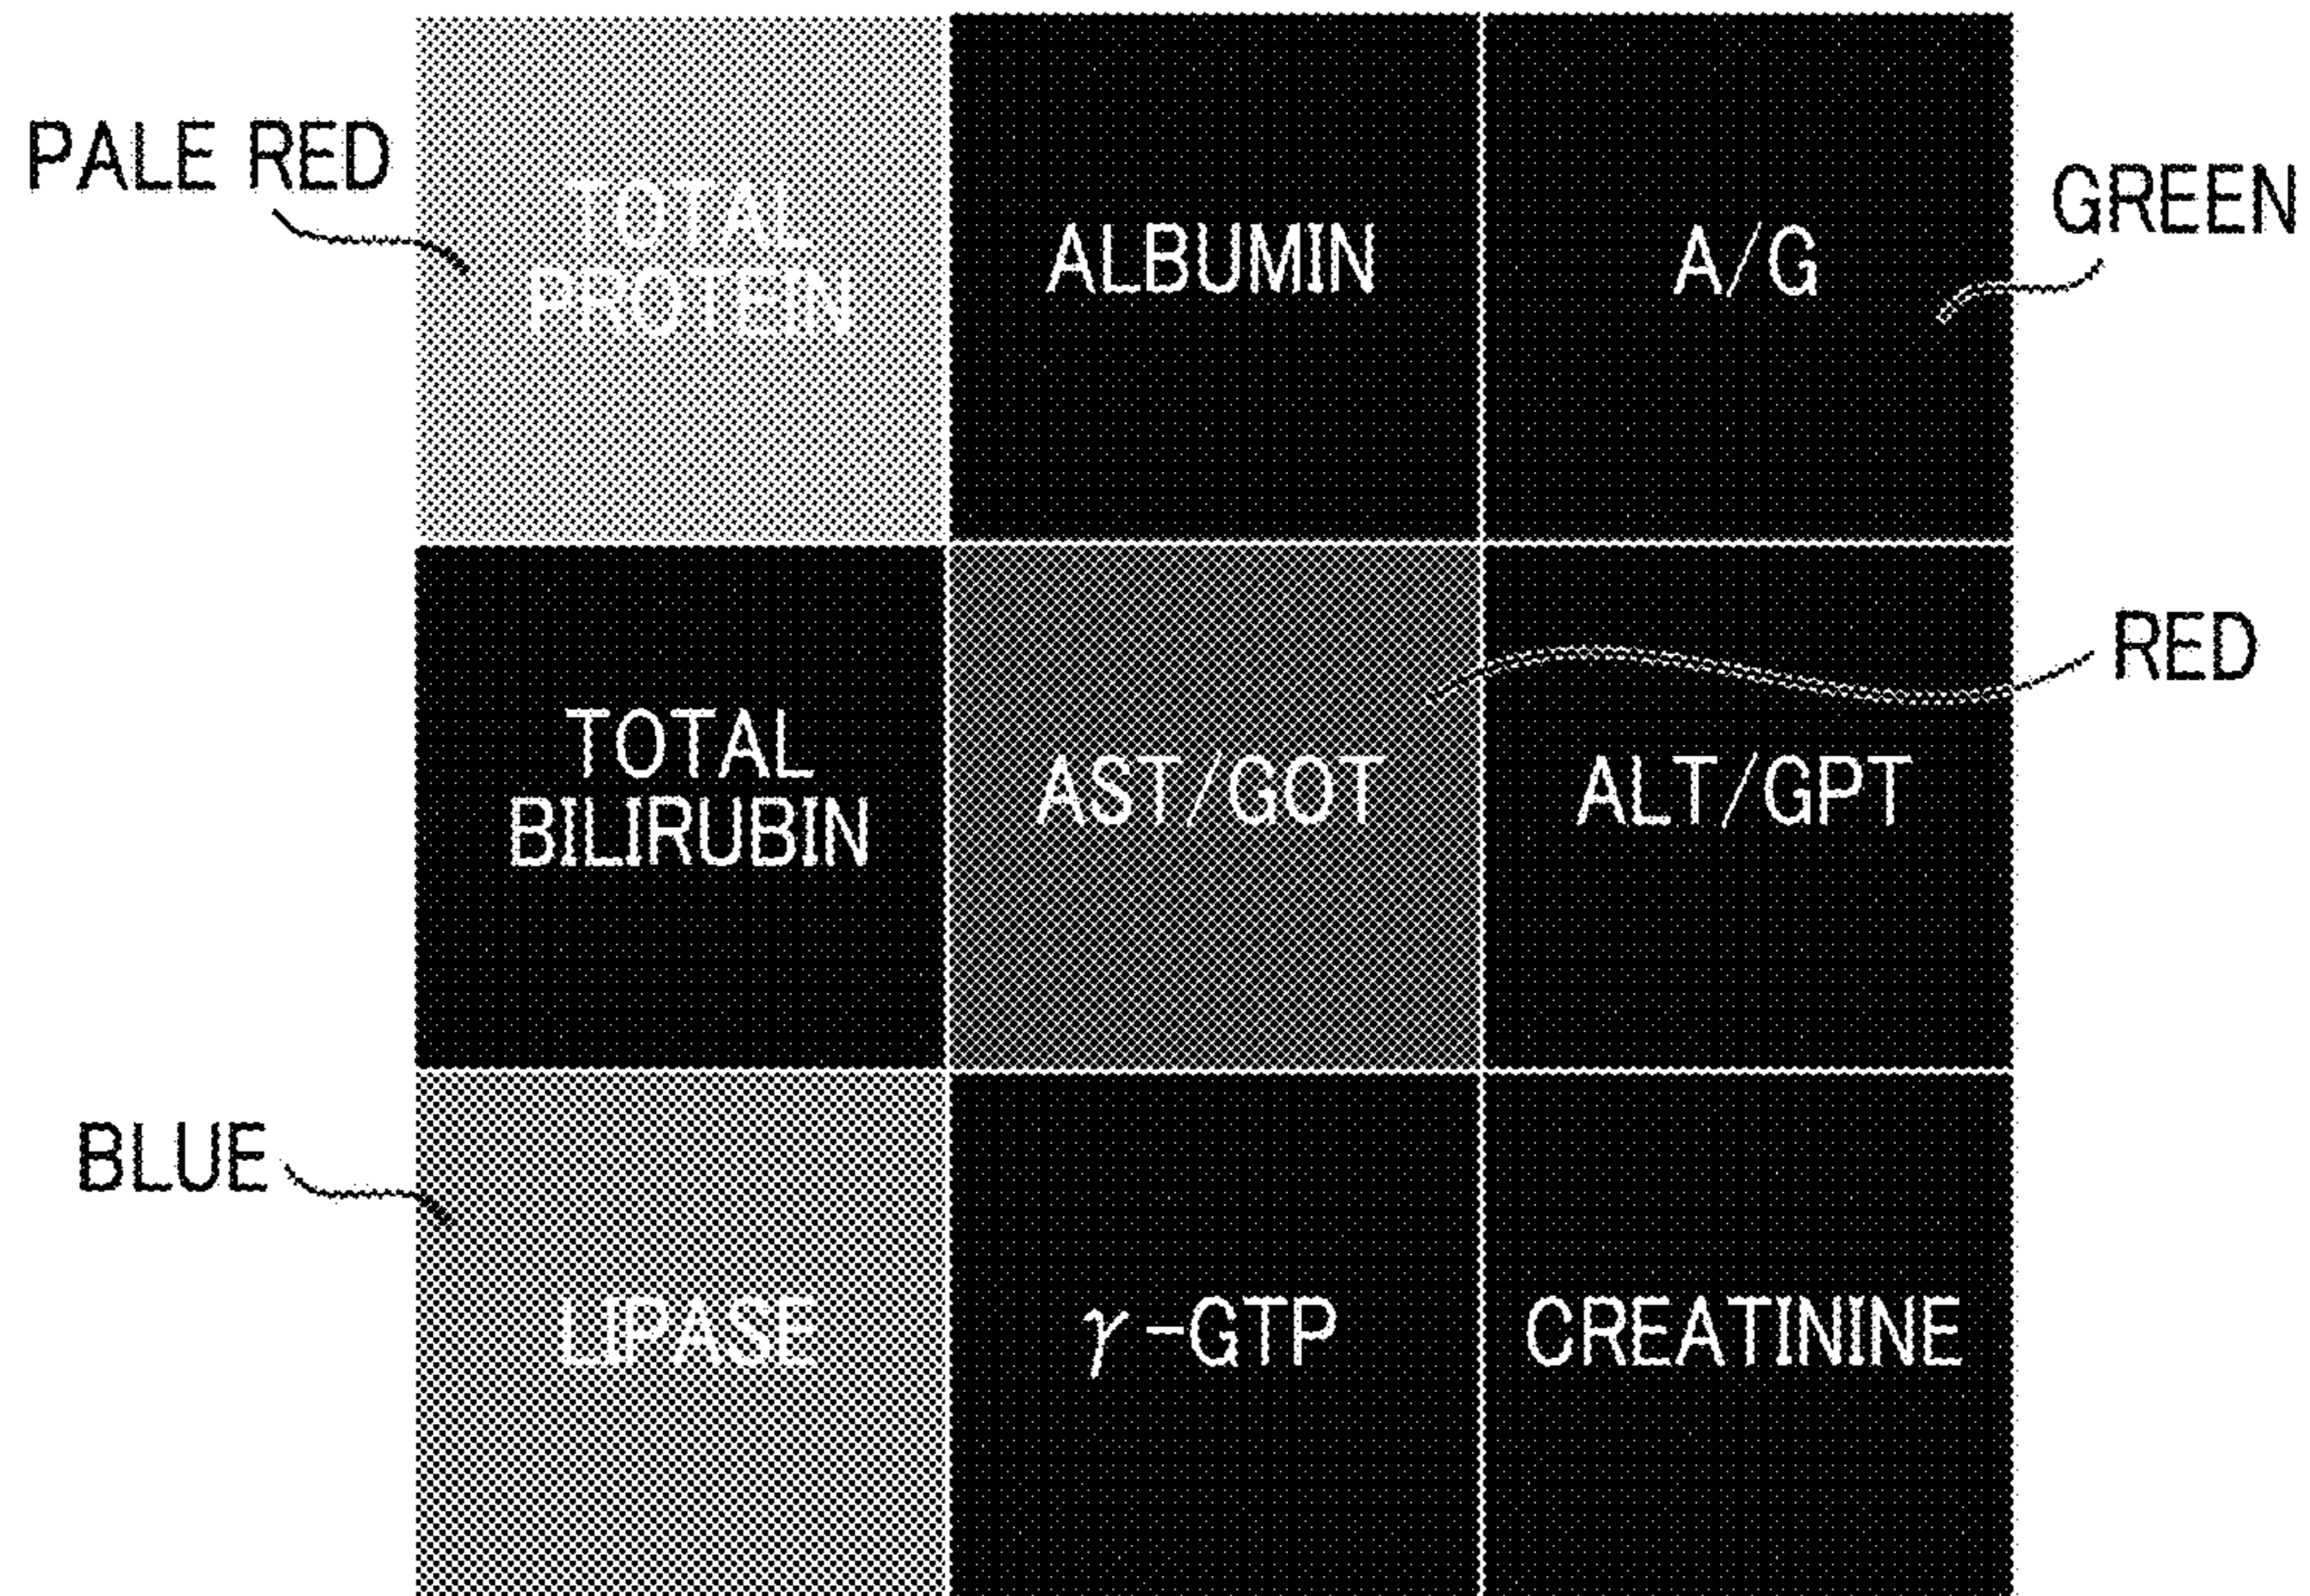 PALE RED
TOTAL
PROTEIN
ALBUMIN
A/G
GREEN
TOTAL
BILIRUBIN
AST/GOT
ALT/GPT
RED
BLUE
LIPASE
γ-GTP
CREATININE